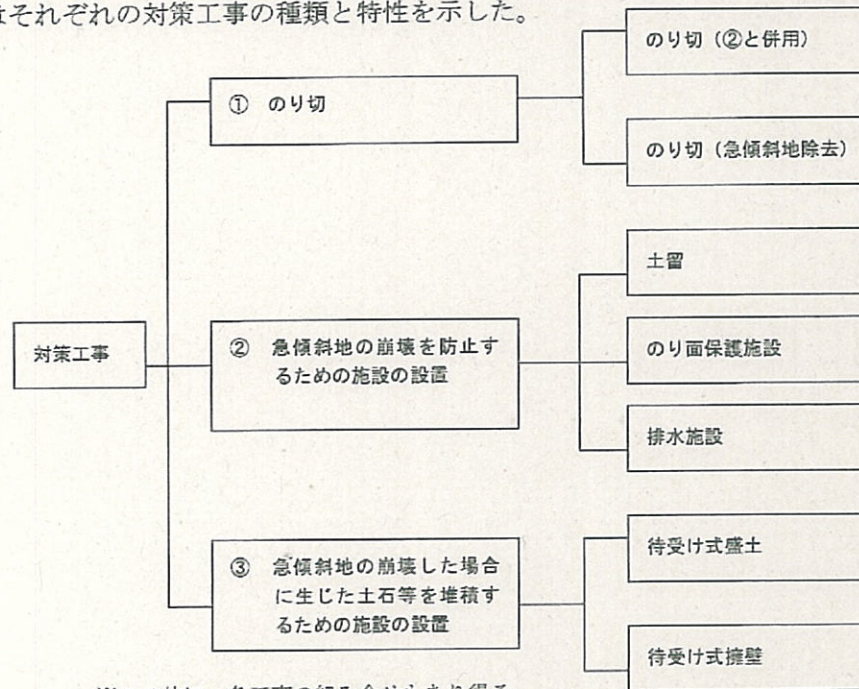 それぞれの対策工事の種類と特性を示した。
対策工事
① のり切
のり切(②と併用)
のり切(急傾斜地除去)
② 急傾斜地の崩壊を防止す
るための施設の設置
土留
のり面保護施設
排水施設
③ 急傾斜地の崩壊した場合
に生じた土石等を堆積す
るための施設の設置
待受け式盛土
待受け式擁壁